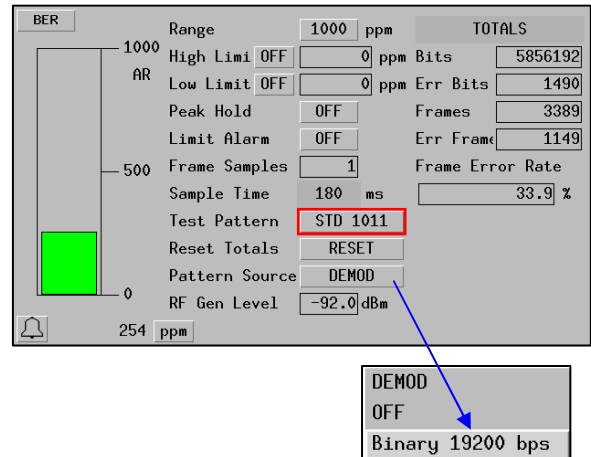 BER
Range 1000 ppm TOTALS
1000 High Limi OFF 0 ppm Bits 5856192
AR Low Limit OFF 0 ppm Err Bits 1490
Peak Hold OFF Frames 3389
Limit Alarm OFF Err Frame 1149
500 Frame Samples 1 Frame Error Rate
Sample Time 180 ms 33.9 %
Test Pattern STD 1011
Reset Totals RESET
Pattern Source DEMOD
0 RF Gen Level -92.0 dBm
254 ppm
DEMOD
OFF
Binary 19200 bps